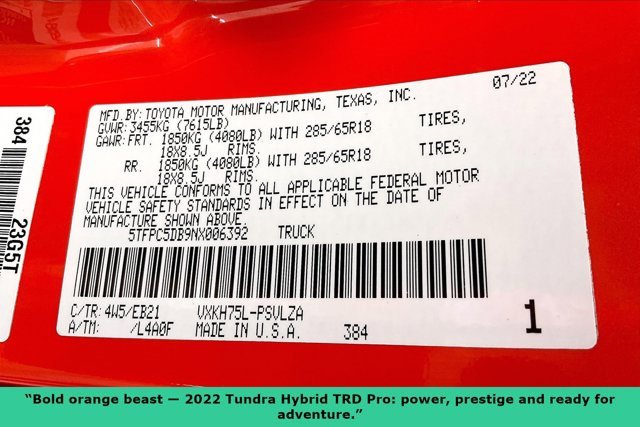 MFD. BY: TOYOTA MOTOR MANUFACTURING, TEXAS, INC. 07/22
GVWR: 3455KG (7615LB)
GAWR: FRT. 1850KG (4080LB) WITH 285/65R18 TIRES,
18X8.5J RIMS.
RR. 1850KG (4080LB) WITH 285/65R18 TIRES,
18X8.5J RIMS.
THIS VEHICLE CONFORMS TO ALL APPLICABLE FEDERAL MOTOR
VEHICLE SAFETY STANDARDS IN EFFECT ON THE DATE OF
MANUFACTURE SHOWN ABOVE.
5TFPC5DB9NX006392 TRUCK
C/TR: 4W5/EB21 VXKH75L-PSVLZA
A/TM: /L4A0F MADE IN U.S.A. 384
1
384
23G5T
“Bold orange beast — 2022 Tundra Hybrid TRD Pro: power, prestige and ready for
adventure.”